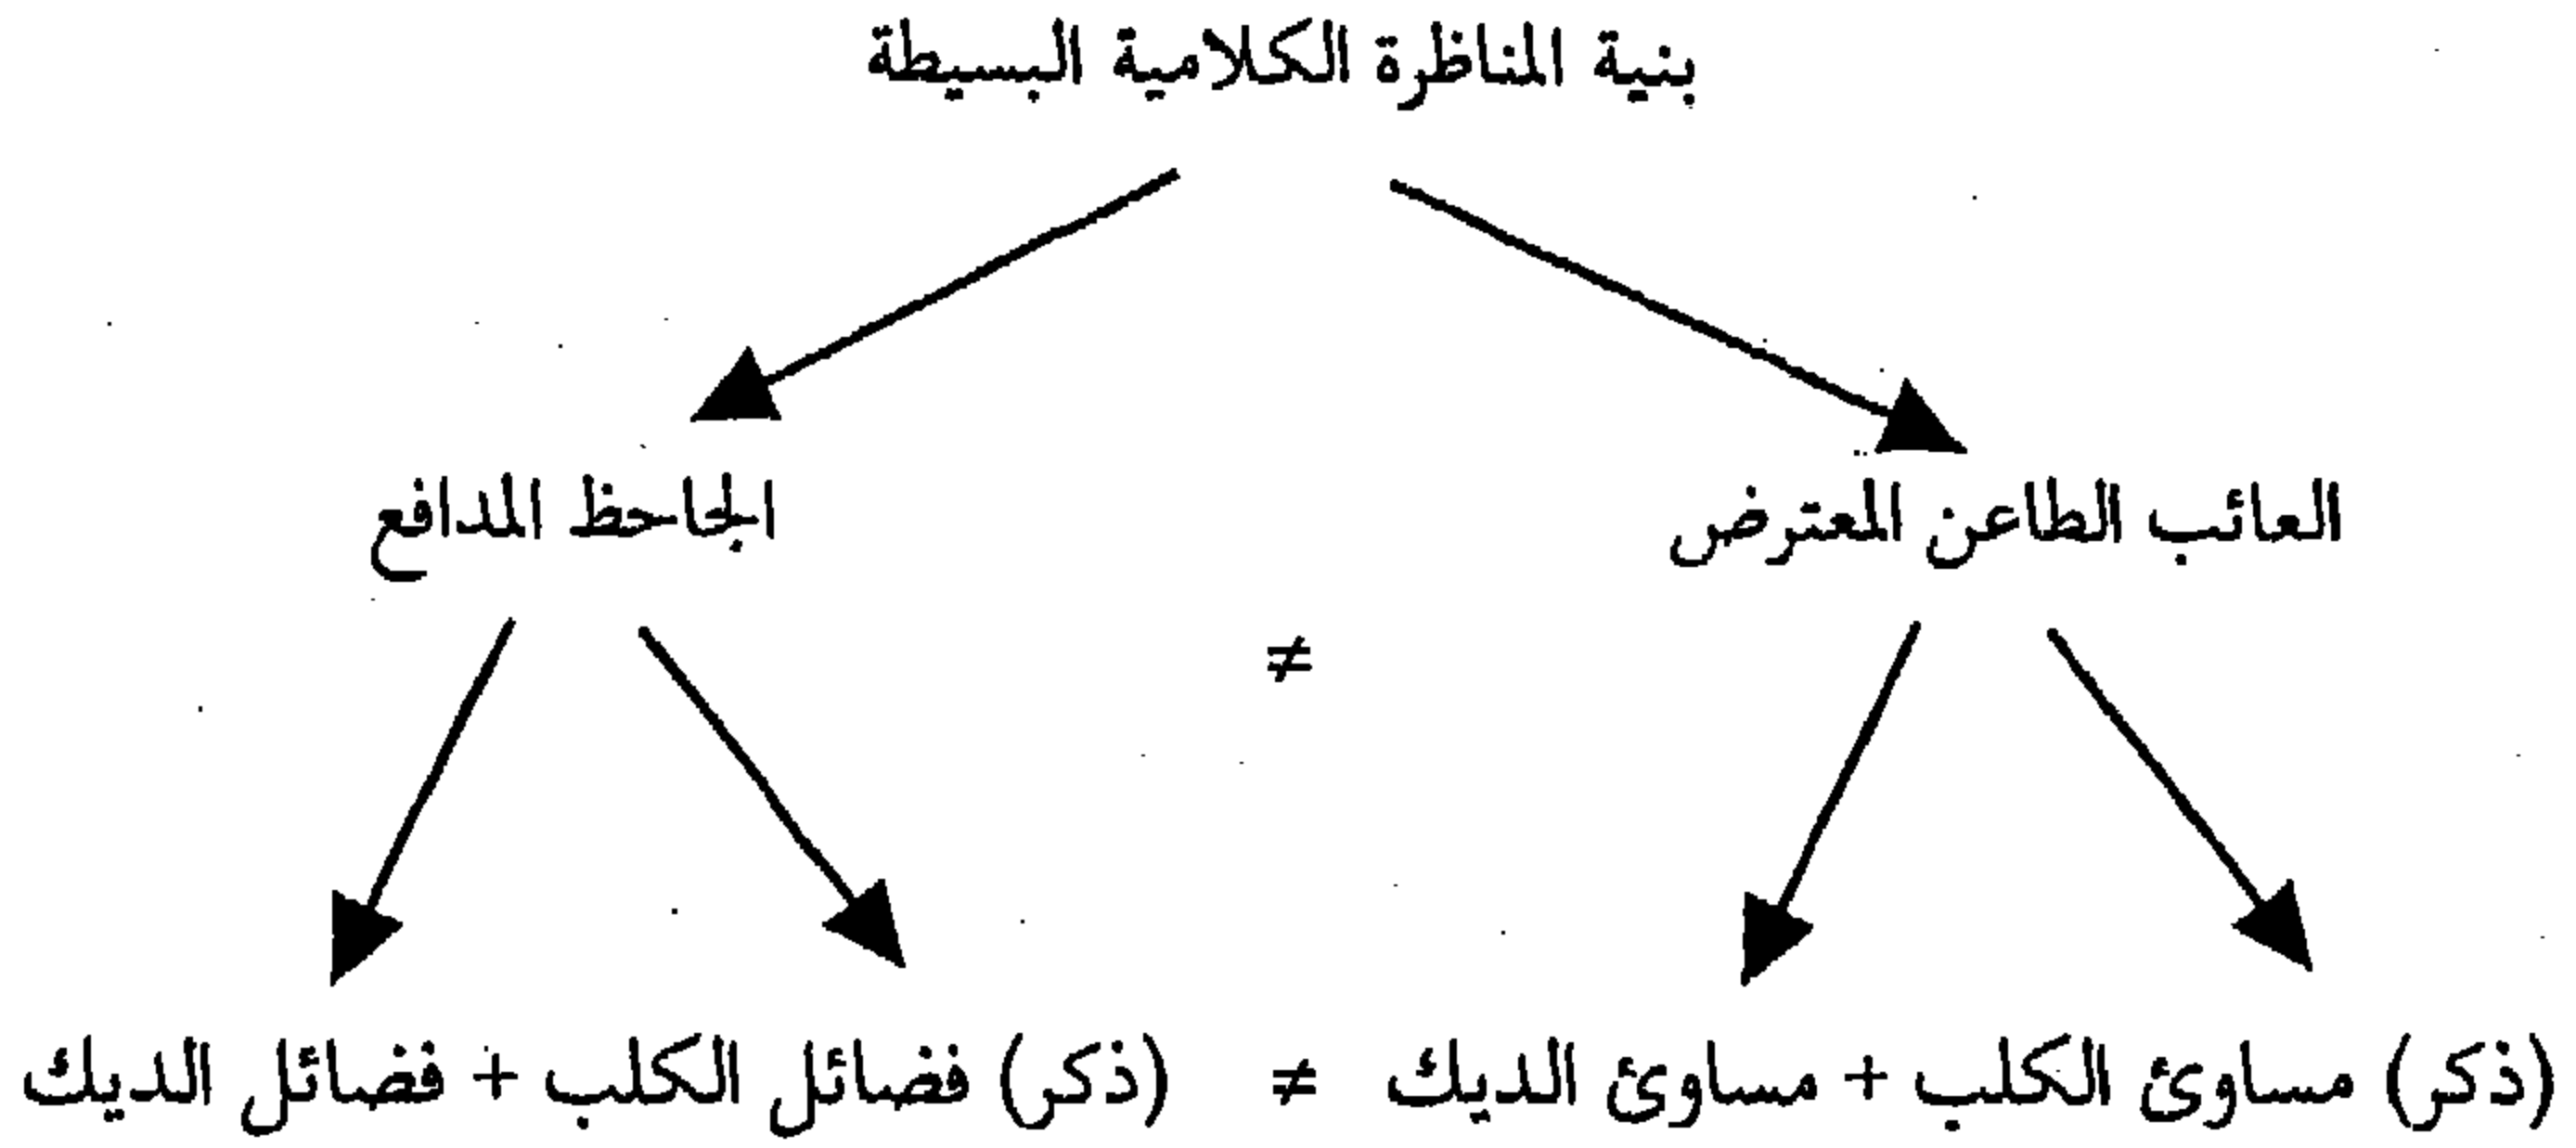 بنية المناظرة الكلامية البسيطة
العائب الطاعن المعترض الجاحظ المدافع
≠
(ذكر) مساوئ الكلب + مساوئ الديك ≠ (ذكر) فضائل الكلب + فضائل الديك